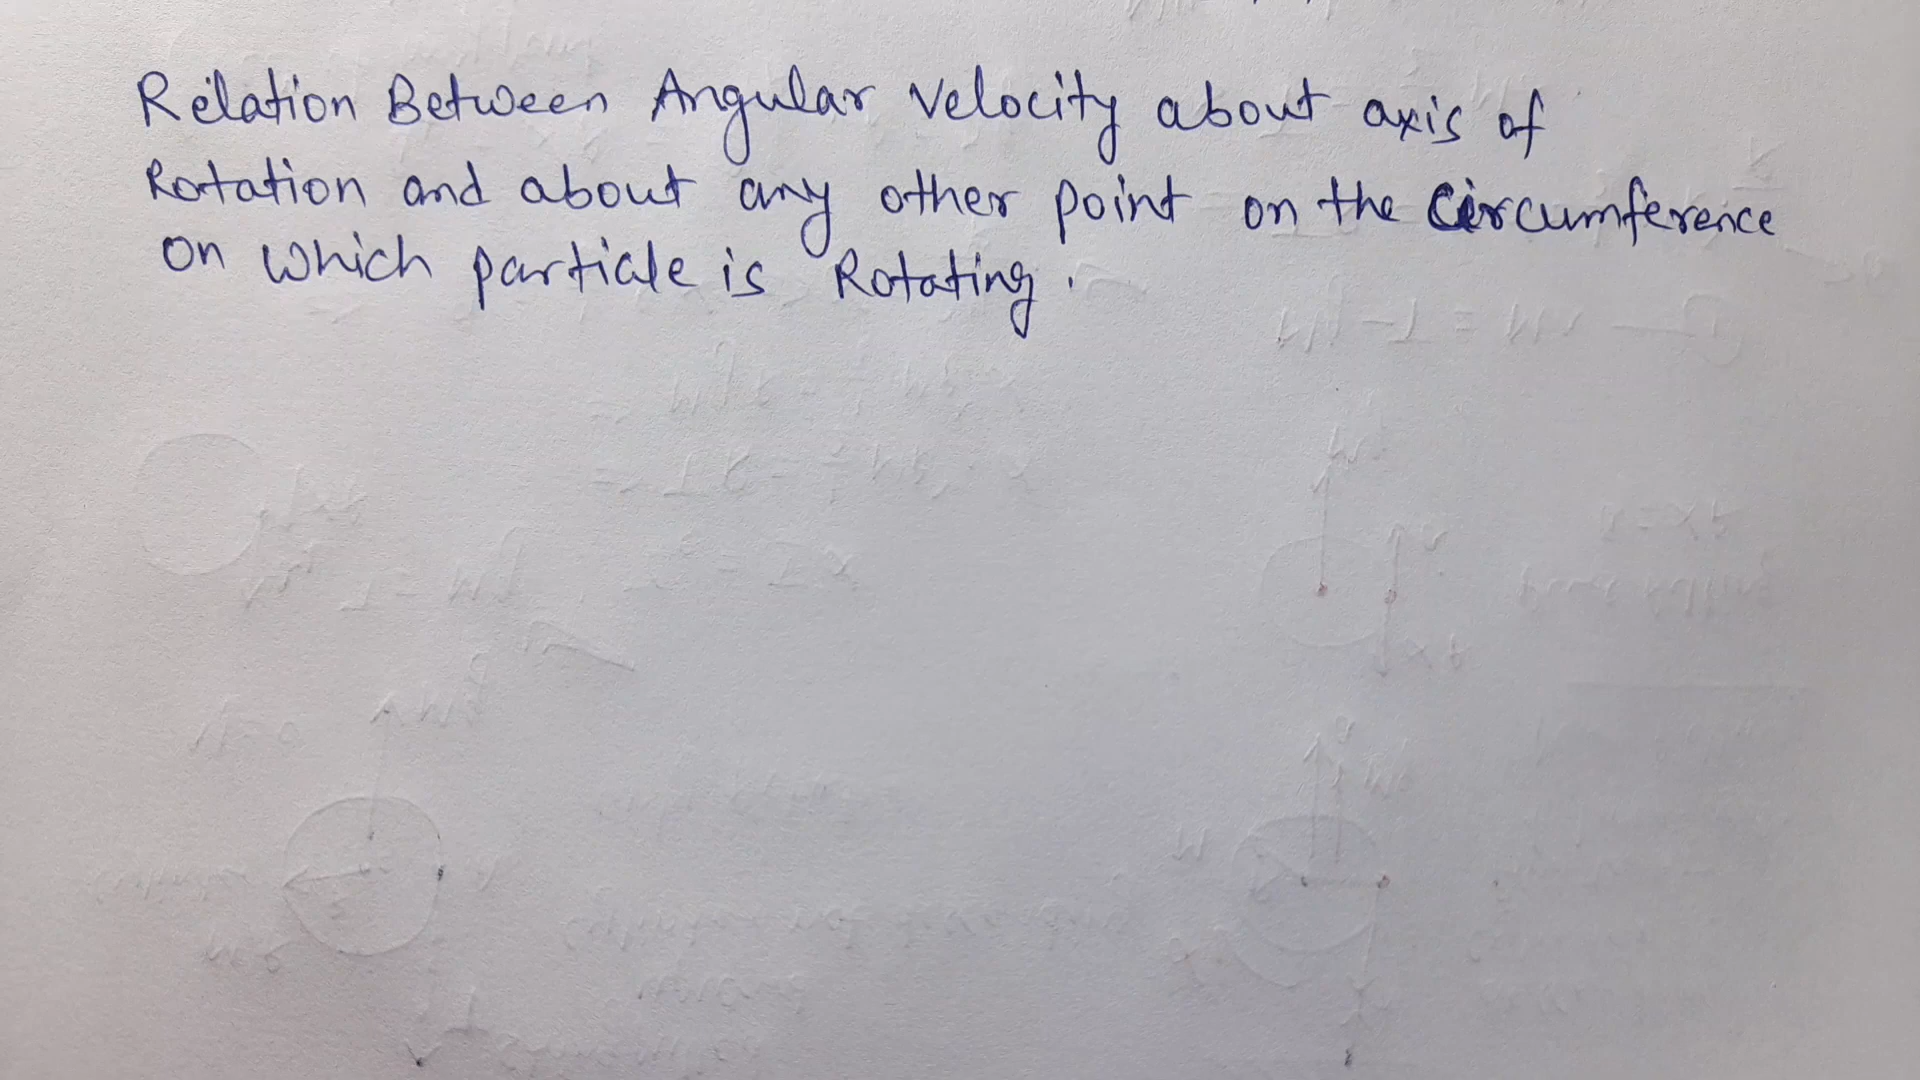 Relation Between Angular velocity about axis of
Rotation and about any other point on the Circumference
on which particle is Rotating.